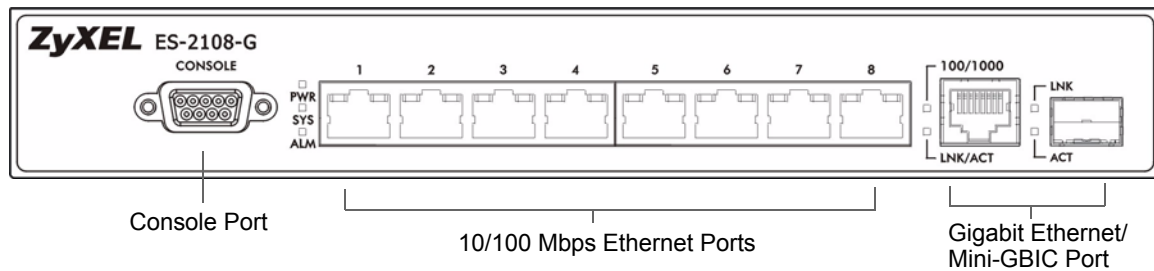 ZyXEL ES-2108-G
CONSOLE
PWR
SYS
ALM
1 2 3 4 5 6 7 8
100/1000
LNK/ACT
LNK
ACT
Console Port
10/100 Mbps Ethernet Ports
Gigabit Ethernet/
Mini-GBIC Port